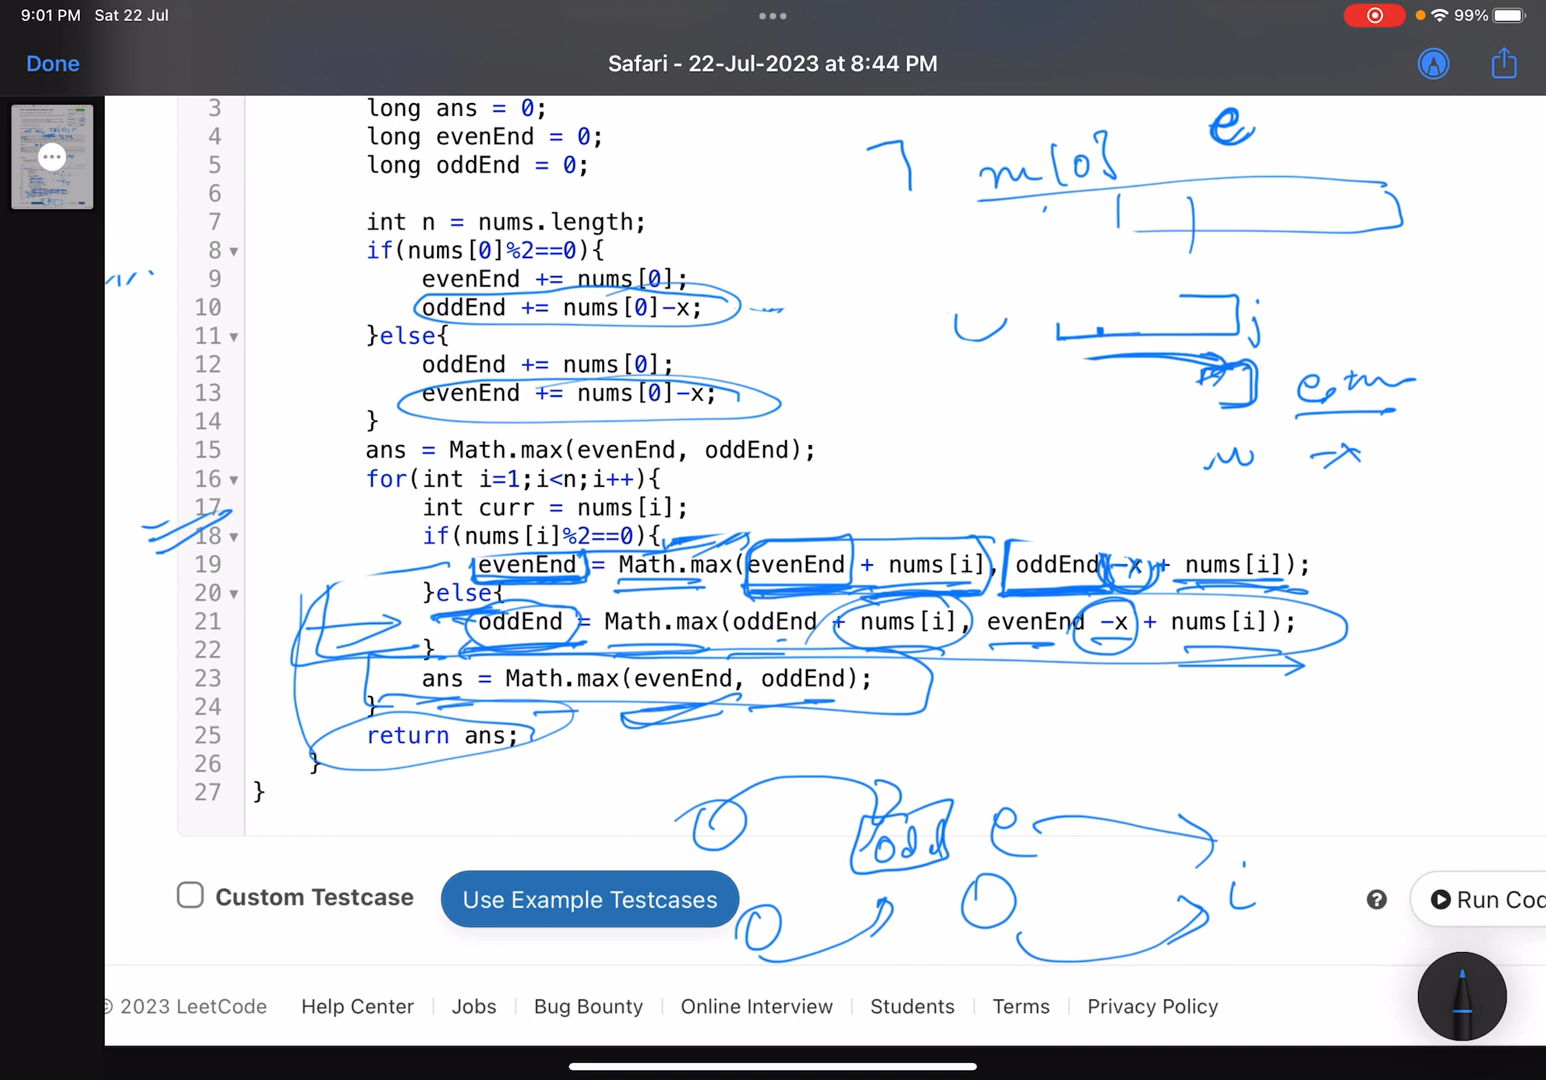 9:01 PM Sat 22 Jul
99%
Done
Safari - 22-Jul-2023 at 8:44 PM
3 long ans = 0;
4 long evenEnd = 0;
5 long oddEnd = 0;
6
7 int n = nums.length;
8 if(nums[0]%2==0){
9 evenEnd += nums[0];
10 oddEnd += nums[0]-x;
11 }else{
12 oddEnd += nums[0];
13 evenEnd += nums[0]-x;
14 }
15 ans = Math.max(evenEnd, oddEnd);
16 for(int i=1;i<n;i++){
17 int curr = nums[i];
18 if(nums[i]%2==0){
19 evenEnd = Math.max(evenEnd + nums[i], oddEnd -x + nums[i]);
20 }else{
21 oddEnd = Math.max(oddEnd + nums[i], evenEnd -x + nums[i]);
22 }
23 ans = Math.max(evenEnd, oddEnd);
24 }
25 return ans;
26 }
27 }
e
m[0]
j
-x
odd e
i
Custom Testcase
Use Example Testcases
Run Cod
© 2023 LeetCode
Help Center
Jobs
Bug Bounty
Online Interview
Students
Terms
Privacy Policy